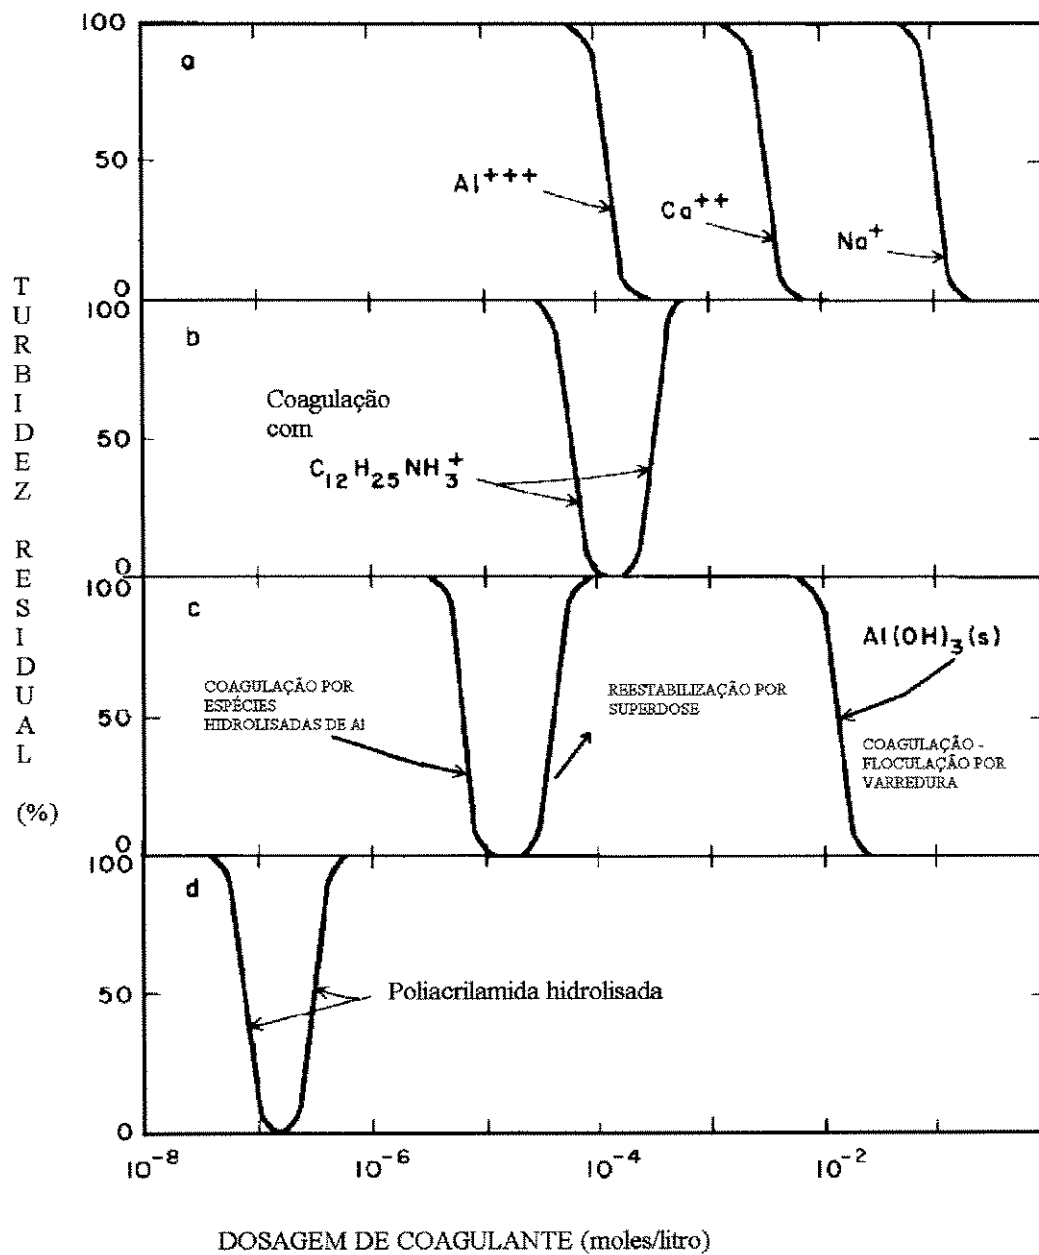 TURBIDEZ RESIDUAL (%)
100
50
0
a
Al+++
Ca++
Na+
100
50
0
b
Coagulação
com
C12H25NH3+
100
50
0
c
COAGULAÇÃO POR
ESPÉCIES
HIDROLISADAS DE Al
REESTABILIZAÇÃO POR
SUPERDOSE
Al(OH)3(s)
COAGULAÇÃO -
FLOCULAÇÃO POR
VARREDURA
100
50
0
d
Poliacrilamida hidrolisada
10-8
10-6
10-4
10-2
DOSAGEM DE COAGULANTE (moles/litro)